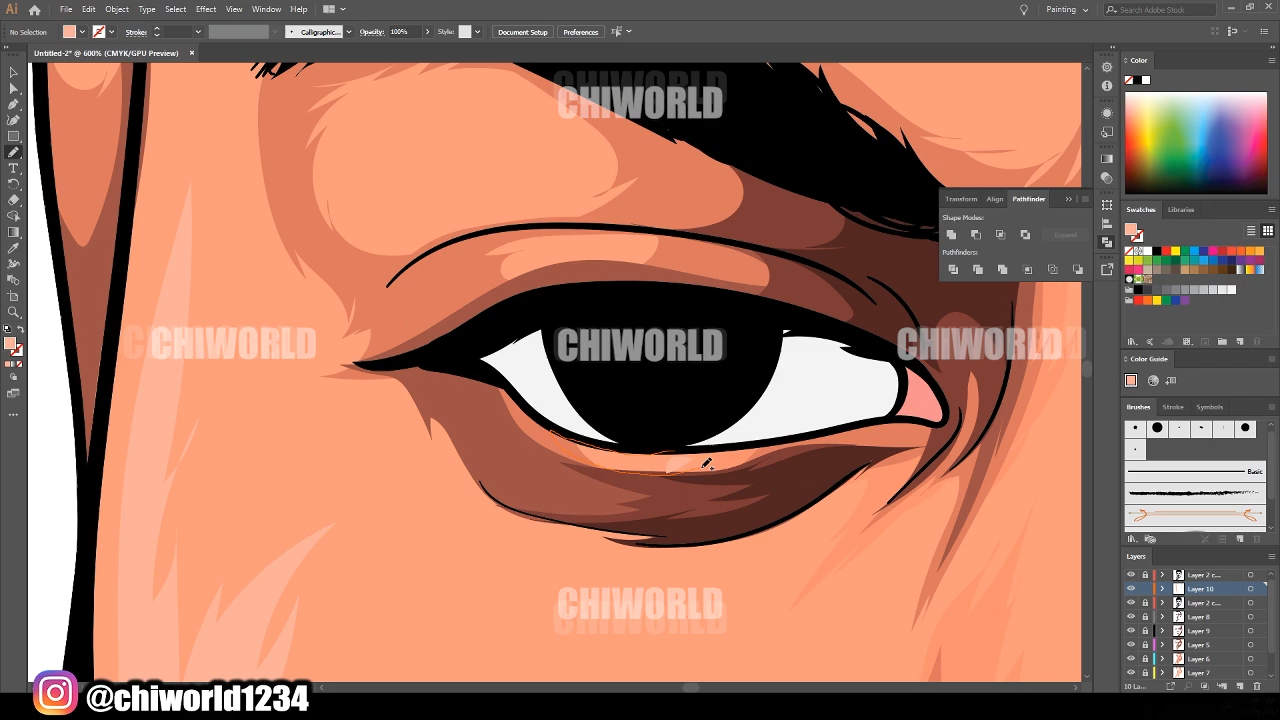 Ai File Edit Object Type Select Effect View Window Help Painting Search Adobe Stock
No Selection Stroke: Calligraphic... Opacity: 100% Style: Document Setup Preferences
Untitled-2* @ 600% (CMYK/GPU Preview)
Color
CHIWORLD
Transform Align Pathfinder
Shape Modes:
Expand
Pathfinders:
Swatches Libraries
CHIWORLD CHIWORLD CHIWORLD
Color Guide
Brushes Stroke Symbols
Basic
CHIWORLD
Layers
Layer 2 c...
Layer 10
Layer 2 c...
Layer 8
Layer 9
Layer 5
Layer 6
Layer 7
10 La...
@chiworld1234